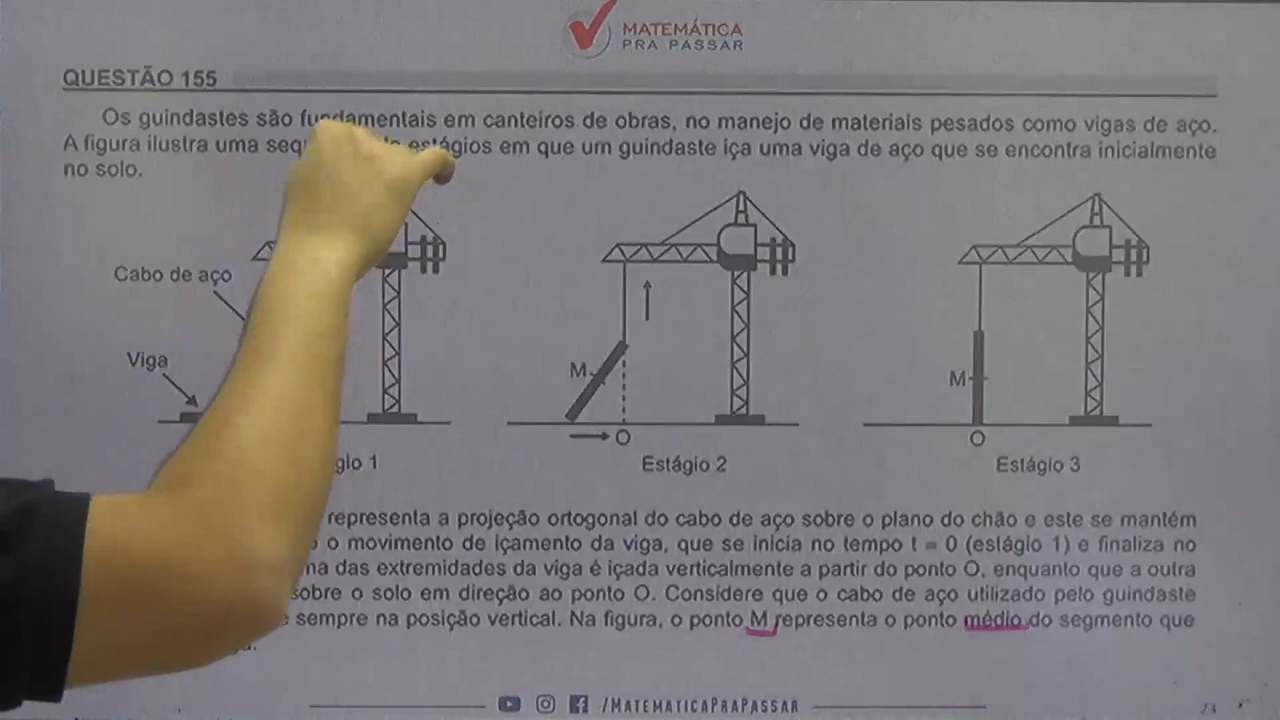 MATEMÁTICA
PRA PASSAR
QUESTÃO 155
Os guindastes são fundamentais em canteiros de obras, no manejo de materiais pesados como vigas de aço.
A figura ilustra uma estágios em que um guindaste iça uma viga de aço que se encontra inicialmente
no solo.
Cabo de aço
Viga
M
O
M
O
1
Estágio 2
Estágio 3
representa a projeção ortogonal do cabo de aço sobre o plano do chão e este se mantém
o movimento de içamento da viga, que se inicia no tempo t = 0 (estágio 1) e finaliza no
das extremidades da viga é içada verticalmente a partir do ponto O, enquanto que a outra
sobre o solo em direção ao ponto O. Considere que o cabo de aço utilizado pelo guindaste
sempre na posição vertical. Na figura, o ponto M representa o ponto médio do segmento que
/MATEMATICAPRAPASSAR